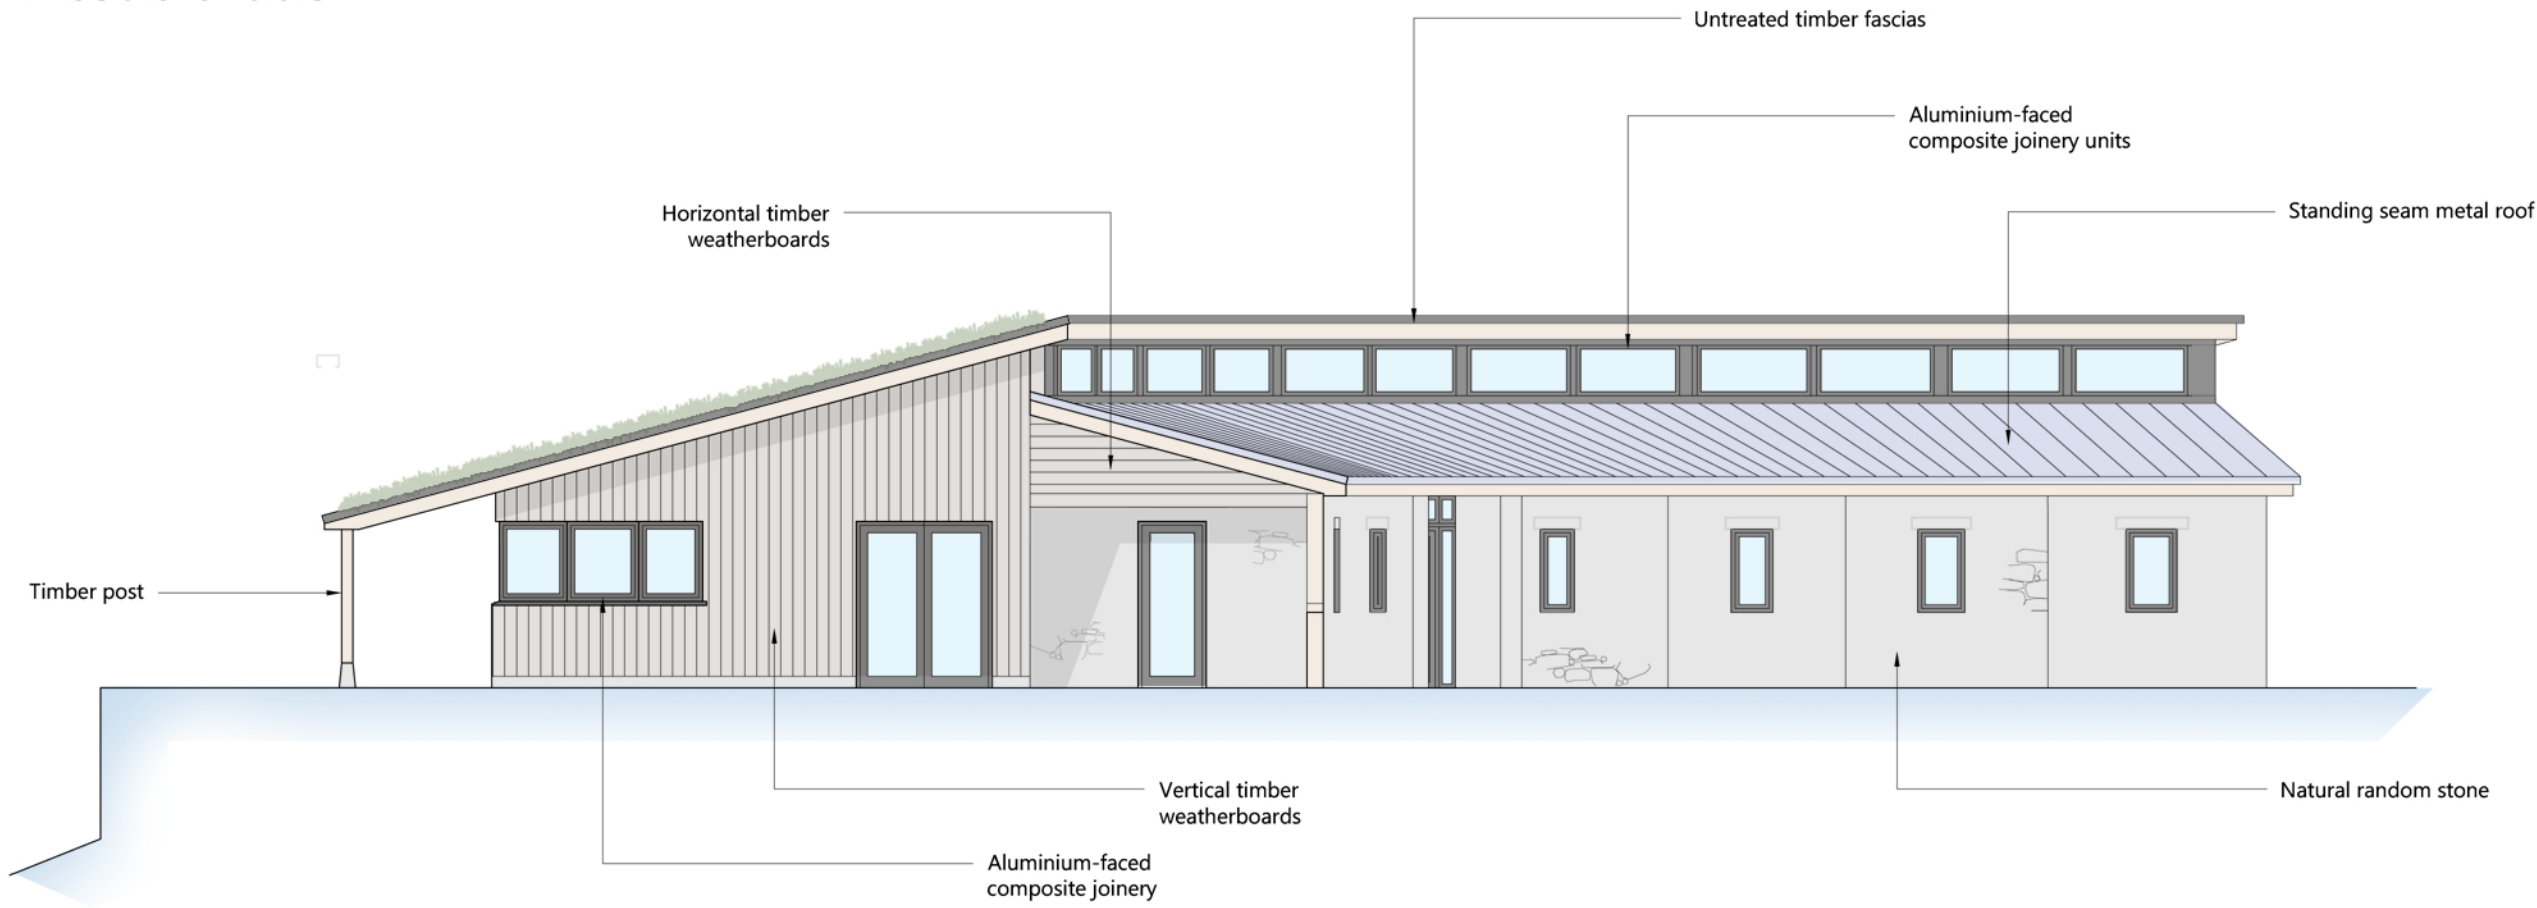 Untreated timber fascias
Aluminium-faced
composite joinery units
Horizontal timber
weatherboards
Standing seam metal roof
Timber post
Vertical timber
weatherboards
Natural random stone
Aluminium-faced
composite joinery